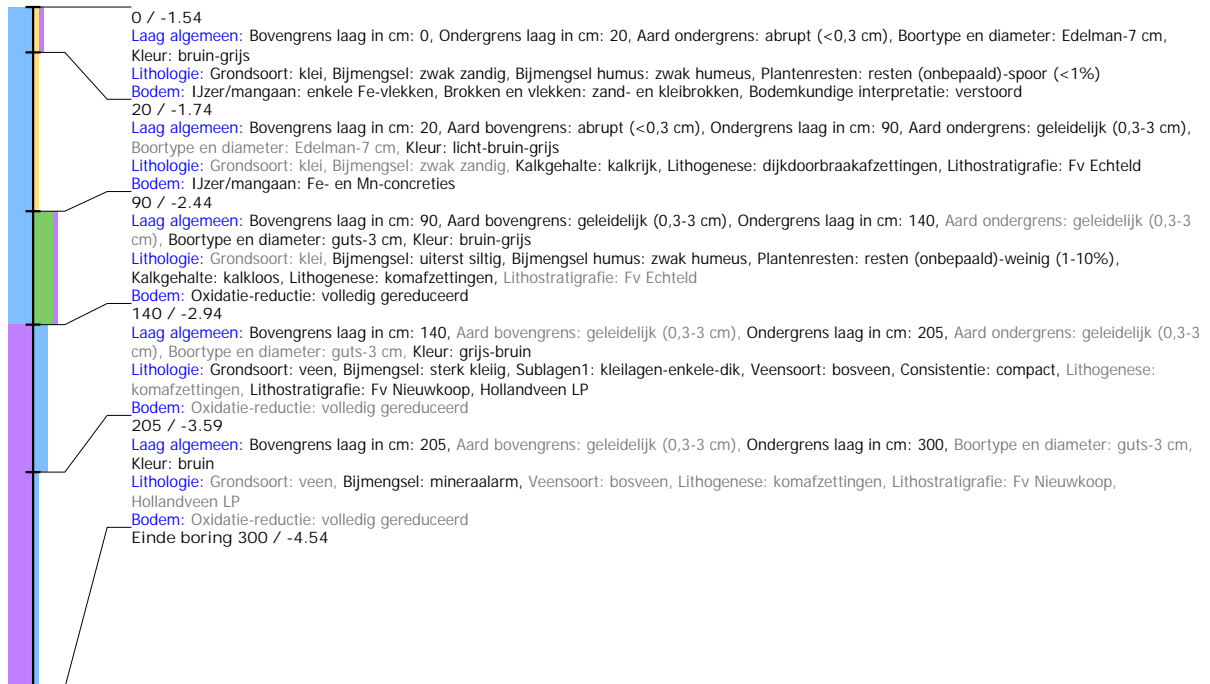 0 / -1.54
Laag algemeen: Bovengrens laag in cm: 0, Ondergrens laag in cm: 20, Aard ondergrens: abrupt (<0,3 cm), Boortype en diameter: Edelman-7 cm,
Kleur: bruin-grijs
Lithologie: Grondsoort: klei, Bijmengsel: zwak zandig, Bijmengsel humus: zwak humeus, Plantenresten: resten (onbepaald)-spoor (<1%)
Bodem: IJzer/mangaan: enkele Fe-vlekken, Brokken en vlekken: zand- en kleibrokken, Bodemkundige interpretatie: verstoord
20 / -1.74
Laag algemeen: Bovengrens laag in cm: 20, Aard bovengrens: abrupt (<0,3 cm), Ondergrens laag in cm: 90, Aard ondergrens: geleidelijk (0,3-3 cm),
Boortype en diameter: Edelman-7 cm, Kleur: licht-bruin-grijs
Lithologie: Grondsoort: klei, Bijmengsel: zwak zandig, Kalkgehalte: kalkrijk, Lithogenese: dijkdoorbraakafzettingen, Lithostratigrafie: Fv Echteld
Bodem: IJzer/mangaan: Fe- en Mn-concreties
90 / -2.44
Laag algemeen: Bovengrens laag in cm: 90, Aard bovengrens: geleidelijk (0,3-3 cm), Ondergrens laag in cm: 140, Aard ondergrens: geleidelijk (0,3-3
cm), Boortype en diameter: guts-3 cm, Kleur: bruin-grijs
Lithologie: Grondsoort: klei, Bijmengsel: uiterst siltig, Bijmengsel humus: zwak humeus, Plantenresten: resten (onbepaald)-weinig (1-10%),
Kalkgehalte: kalkloos, Lithogenese: komafzettingen, Lithostratigrafie: Fv Echteld
Bodem: Oxidatie-reductie: volledig gereduceerd
140 / -2.94
Laag algemeen: Bovengrens laag in cm: 140, Aard bovengrens: geleidelijk (0,3-3 cm), Ondergrens laag in cm: 205, Aard ondergrens: geleidelijk (0,3-3
cm), Boortype en diameter: guts-3 cm, Kleur: grijs-bruin
Lithologie: Grondsoort: veen, Bijmengsel: sterk kleiig, Sublagen1: kleilagen-enkele-dik, Veensoort: bosveen, Consistentie: compact, Lithogenese:
komafzettingen, Lithostratigrafie: Fv Nieuwkoop, Hollandveen LP
Bodem: Oxidatie-reductie: volledig gereduceerd
205 / -3.59
Laag algemeen: Bovengrens laag in cm: 205, Aard bovengrens: geleidelijk (0,3-3 cm), Ondergrens laag in cm: 300, Boortype en diameter: guts-3 cm,
Kleur: bruin
Lithologie: Grondsoort: veen, Bijmengsel: mineraalarm, Veensoort: bosveen, Lithogenese: komafzettingen, Lithostratigrafie: Fv Nieuwkoop,
Hollandveen LP
Bodem: Oxidatie-reductie: volledig gereduceerd
Einde boring 300 / -4.54